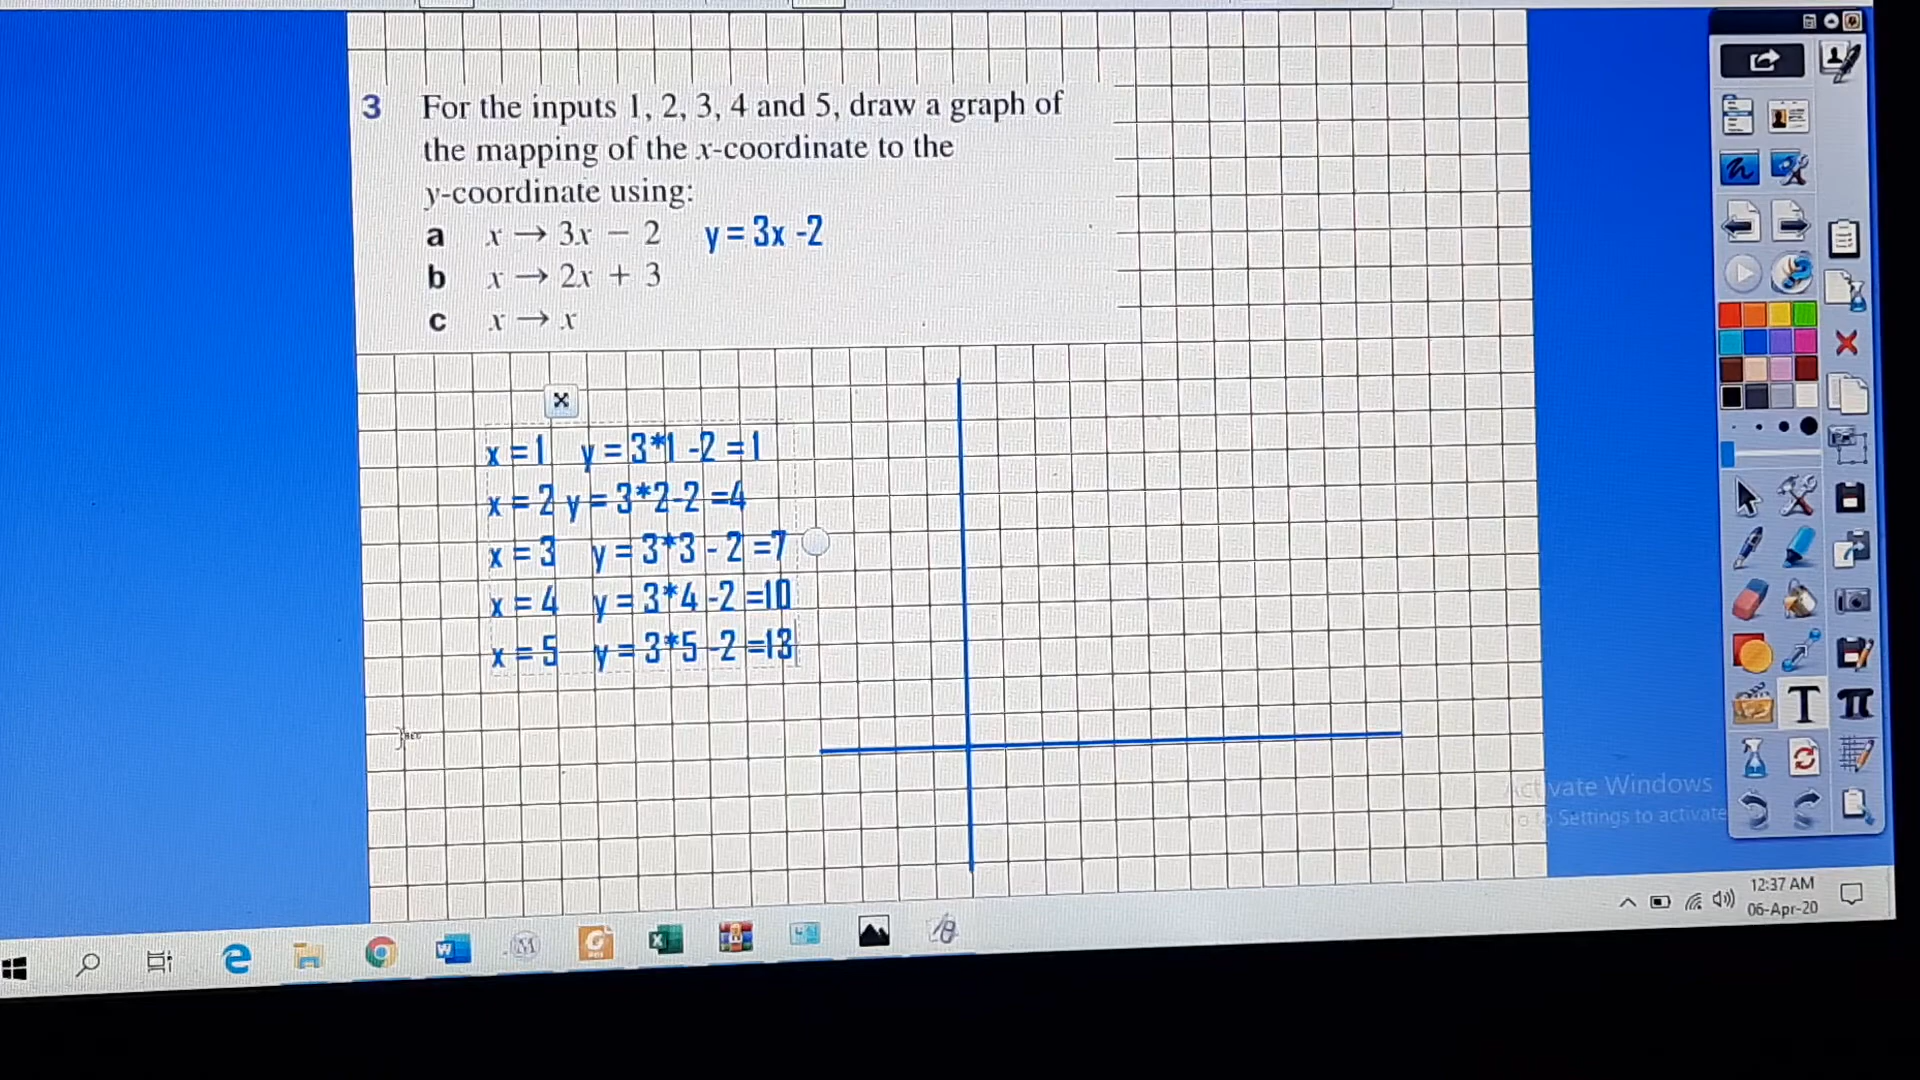 3 For the inputs 1, 2, 3, 4 and 5, draw a graph of
the mapping of the x-coordinate to the
y-coordinate using:
a x → 3x − 2 y = 3x -2
b x → 2x + 3
c x → x
x = 1 y = 3*1 -2 =1
x = 2 y = 3*2-2 =4
x = 3 y = 3*3 - 2 =7
x = 4 y = 3*4 -2 =10
x = 5 y = 3*5 -2 =13
Activate Windows
Settings to activate
12:37 AM
06-Apr-20